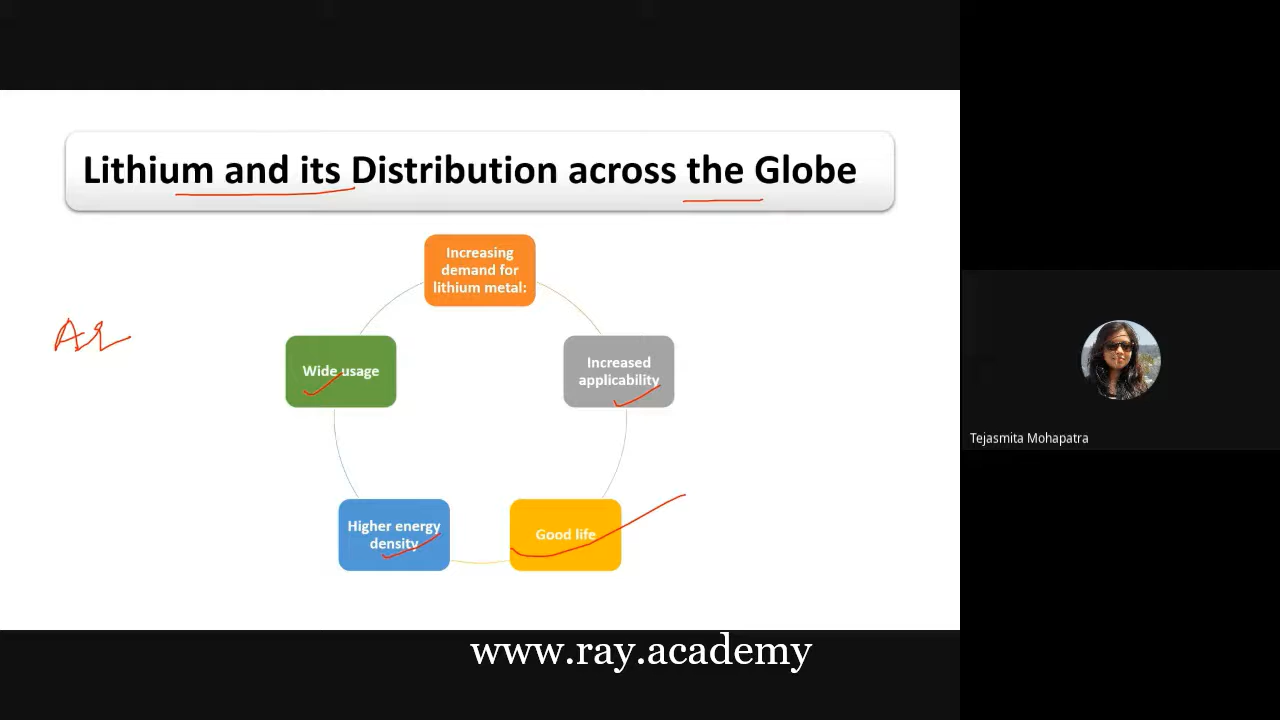 Lithium and its Distribution across the Globe
Increasing
demand for
lithium metal:
Increased
applicability
Good life
Higher energy
density
Wide usage
Tejasmita Mohapatra
www.ray.academy